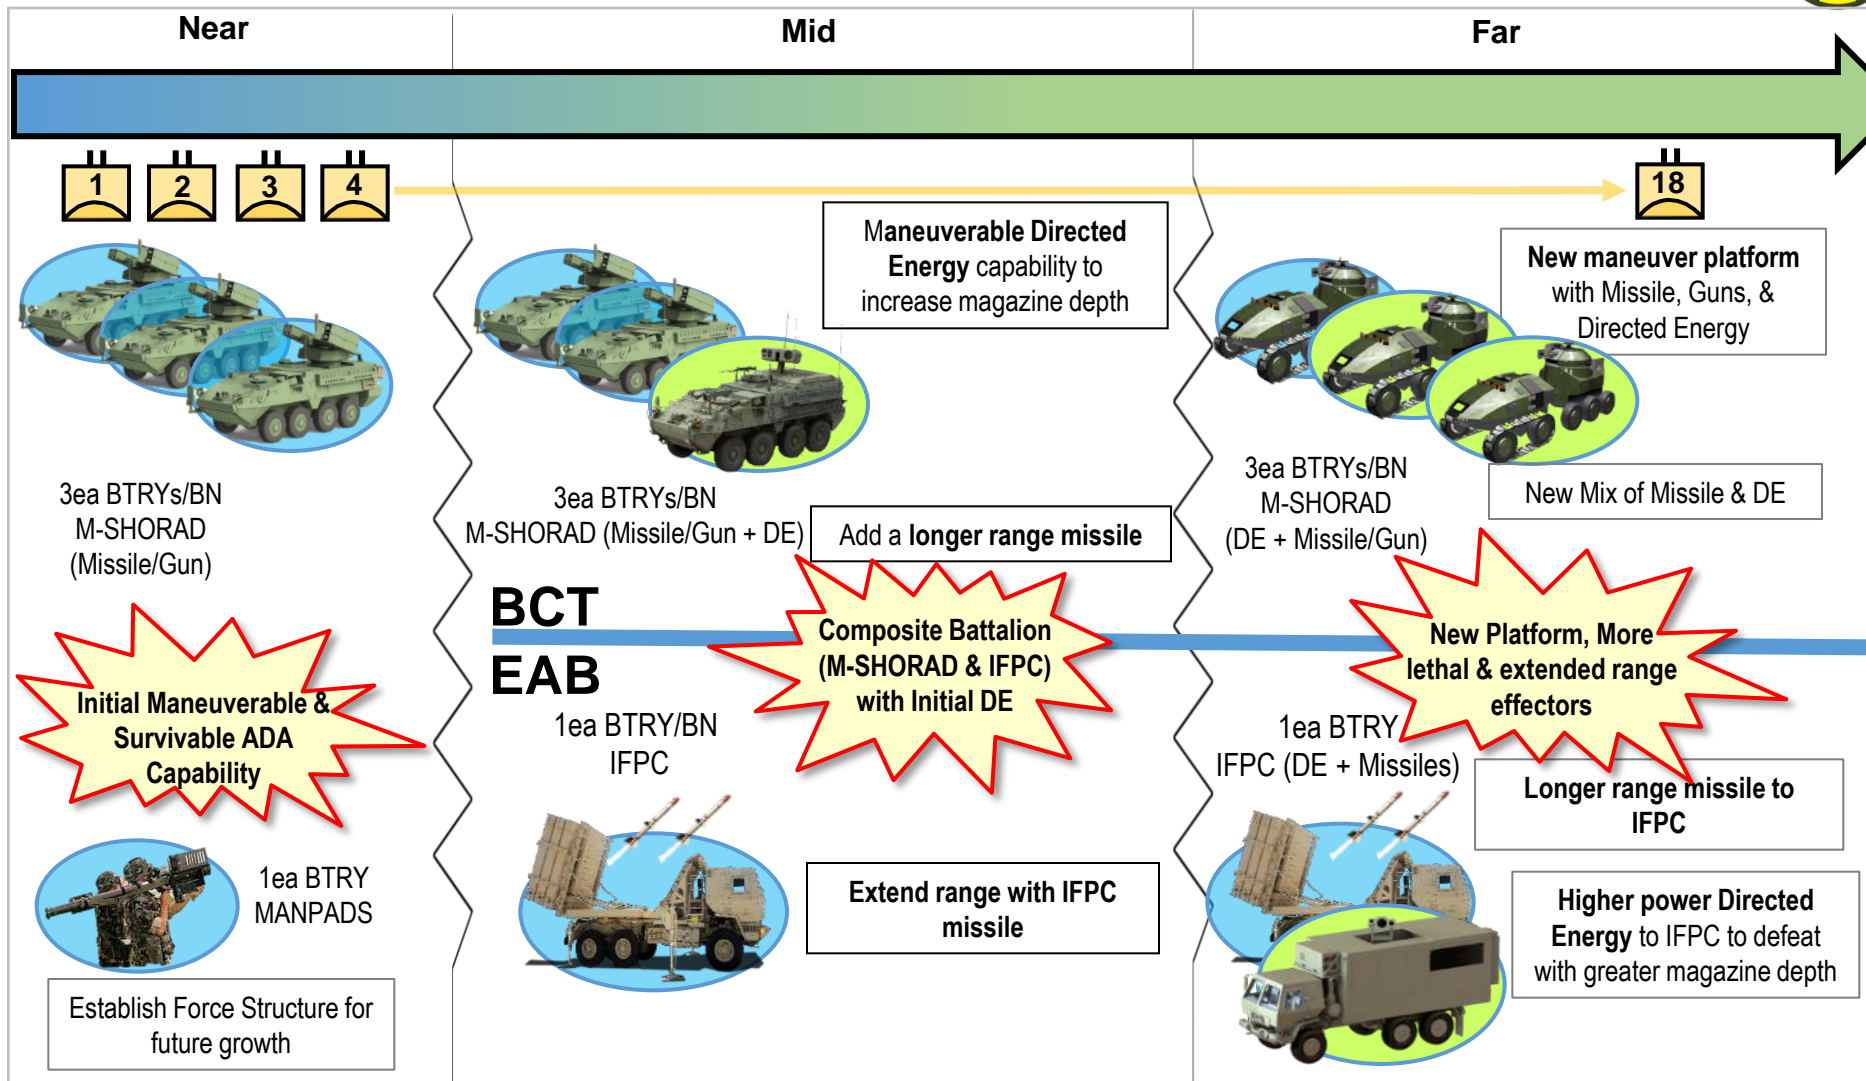 Near
Mid
Far
1
2
3
4
18
Maneuverable Directed
Energy capability to
increase magazine depth
New maneuver platform
with Missile, Guns, &
Directed Energy
3ea BTRYs/BN
M-SHORAD
(Missile/Gun)
3ea BTRYs/BN
M-SHORAD (Missile/Gun + DE)
Add a longer range missile
3ea BTRYs/BN
M-SHORAD
(DE + Missile/Gun)
New Mix of Missile & DE
BCT
EAB
Initial Maneuverable &
Survivable ADA
Capability
Composite Battalion
(M-SHORAD & IFPC)
with Initial DE
New Platform, More
lethal & extended range
effectors
1ea BTRY/BN
IFPC
1ea BTRY
IFPC (DE + Missiles)
Longer range missile to
IFPC
1ea BTRY
MANPADS
Extend range with IFPC
missile
Higher power Directed
Energy to IFPC to defeat
with greater magazine depth
Establish Force Structure for
future growth